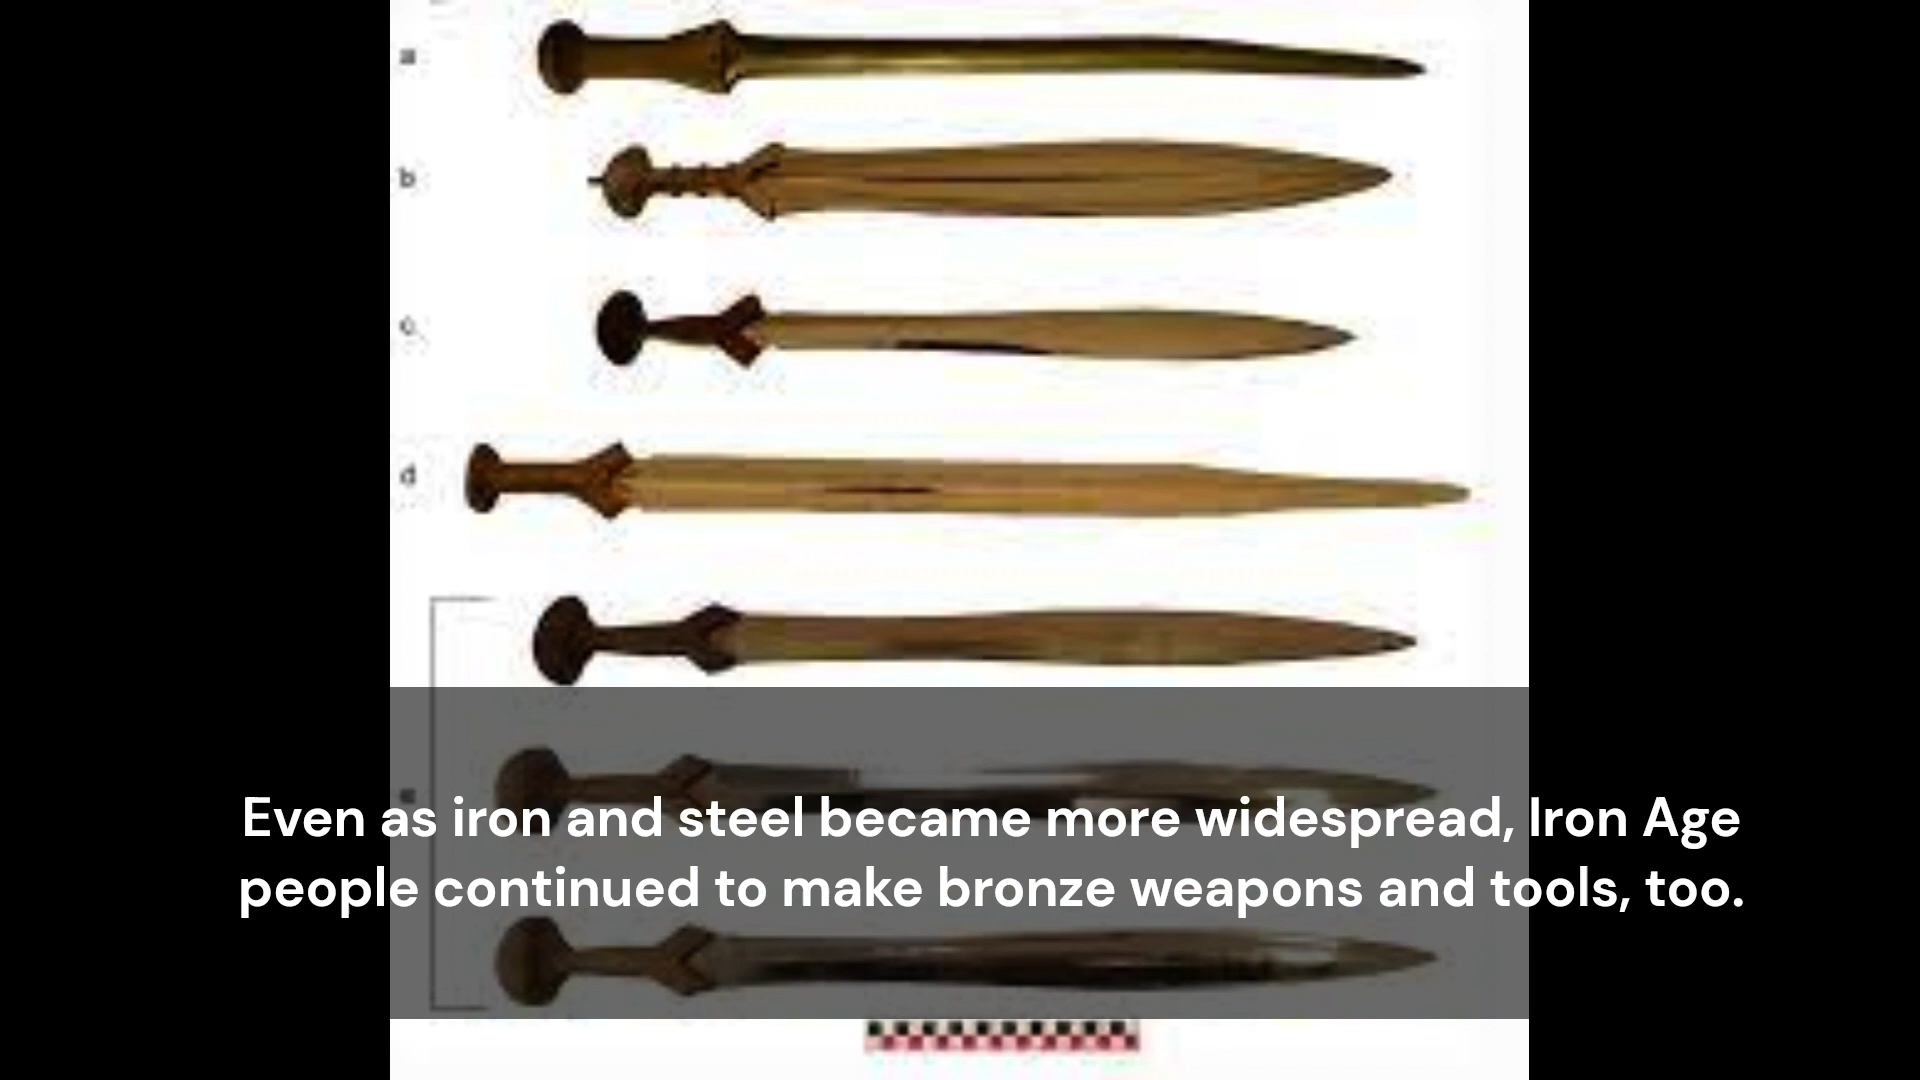 a
b
c
d
e
Even as iron and steel became more widespread, Iron Age
people continued to make bronze weapons and tools, too.